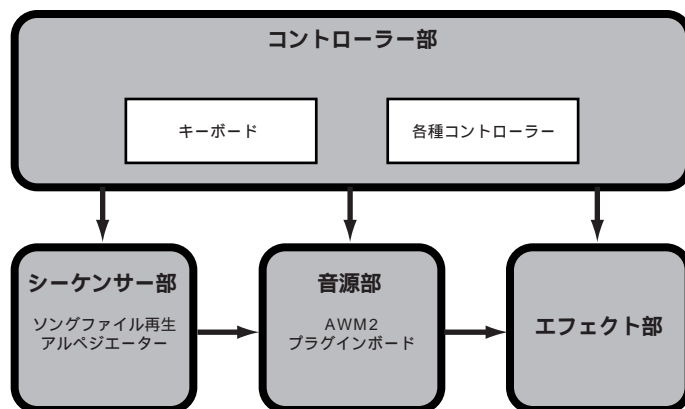 コントローラー部
キーボード
各種コントローラー
シーケンサー部
ソングファイル再生
アルペジエーター
音源部
AWM2
プラグインボード
エフェクト部